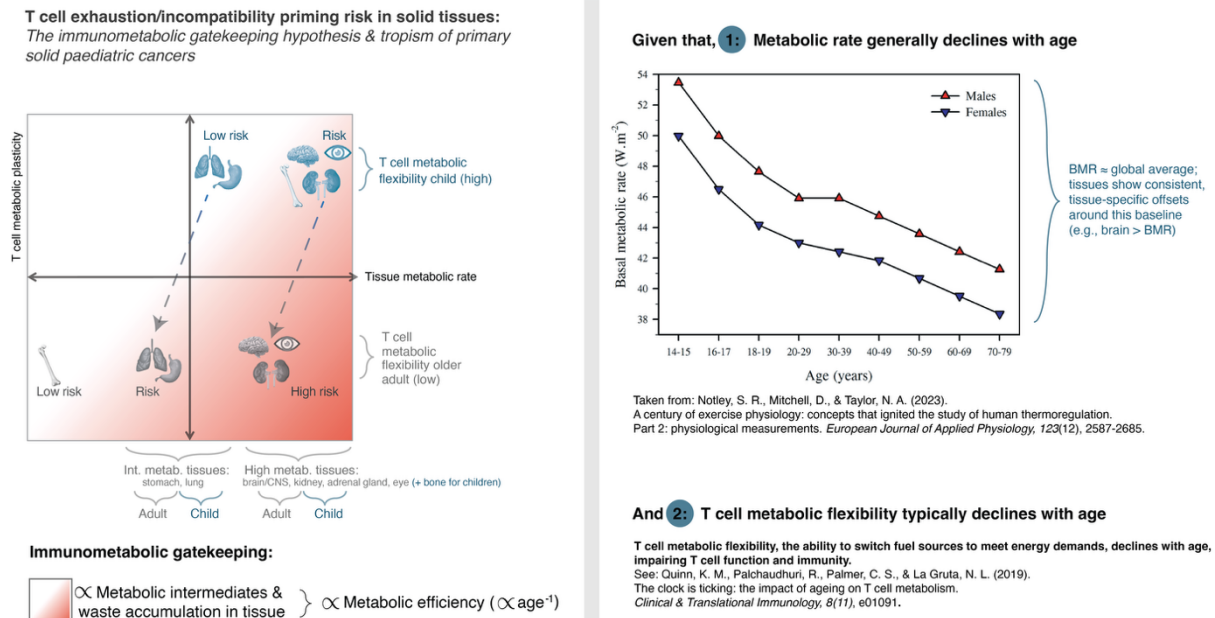 T cell exhaustion/incompatibility priming risk in solid tissues:
The immunometabolic gatekeeping hypothesis & tropism of primary
solid paediatric cancers
T cell metabolic plasticity
Low risk
Risk
T cell metabolic
flexibility child (high)
Tissue metabolic rate
T cell
metabolic
flexibility older
adult (low)
Low risk
Risk
High risk
Int. metab. tissues:
stomach, lung
High metab. tissues:
brain/CNS, kidney, adrenal gland, eye (+ bone for children)
Adult
Child
Adult
Child
Immunometabolic gatekeeping:
∝ Metabolic intermediates &
waste accumulation in tissue
∝ Metabolic efficiency (∝age⁻¹)
Given that, 1: Metabolic rate generally declines with age
Basal metabolic rate (W.m⁻²)
54
52
50
48
46
44
42
40
38
Males
Females
14-15
16-17
18-19
20-29
30-39
40-49
50-59
60-69
70-79
Age (years)
BMR ≈ global average;
tissues show consistent,
tissue-specific offsets
around this baseline
(e.g., brain > BMR)
Taken from: Notley, S. R., Mitchell, D., & Taylor, N. A. (2023).
A century of exercise physiology: concepts that ignited the study of human thermoregulation.
Part 2: physiological measurements. European Journal of Applied Physiology, 123(12), 2587-2685.
And 2: T cell metabolic flexibility typically declines with age
T cell metabolic flexibility, the ability to switch fuel sources to meet energy demands, declines with age,
impairing T cell function and immunity.
See: Quinn, K. M., Palchaudhuri, R., Palmer, C. S., & La Gruta, N. L. (2019).
The clock is ticking: the impact of ageing on T cell metabolism.
Clinical & Translational Immunology, 8(11), e01091.